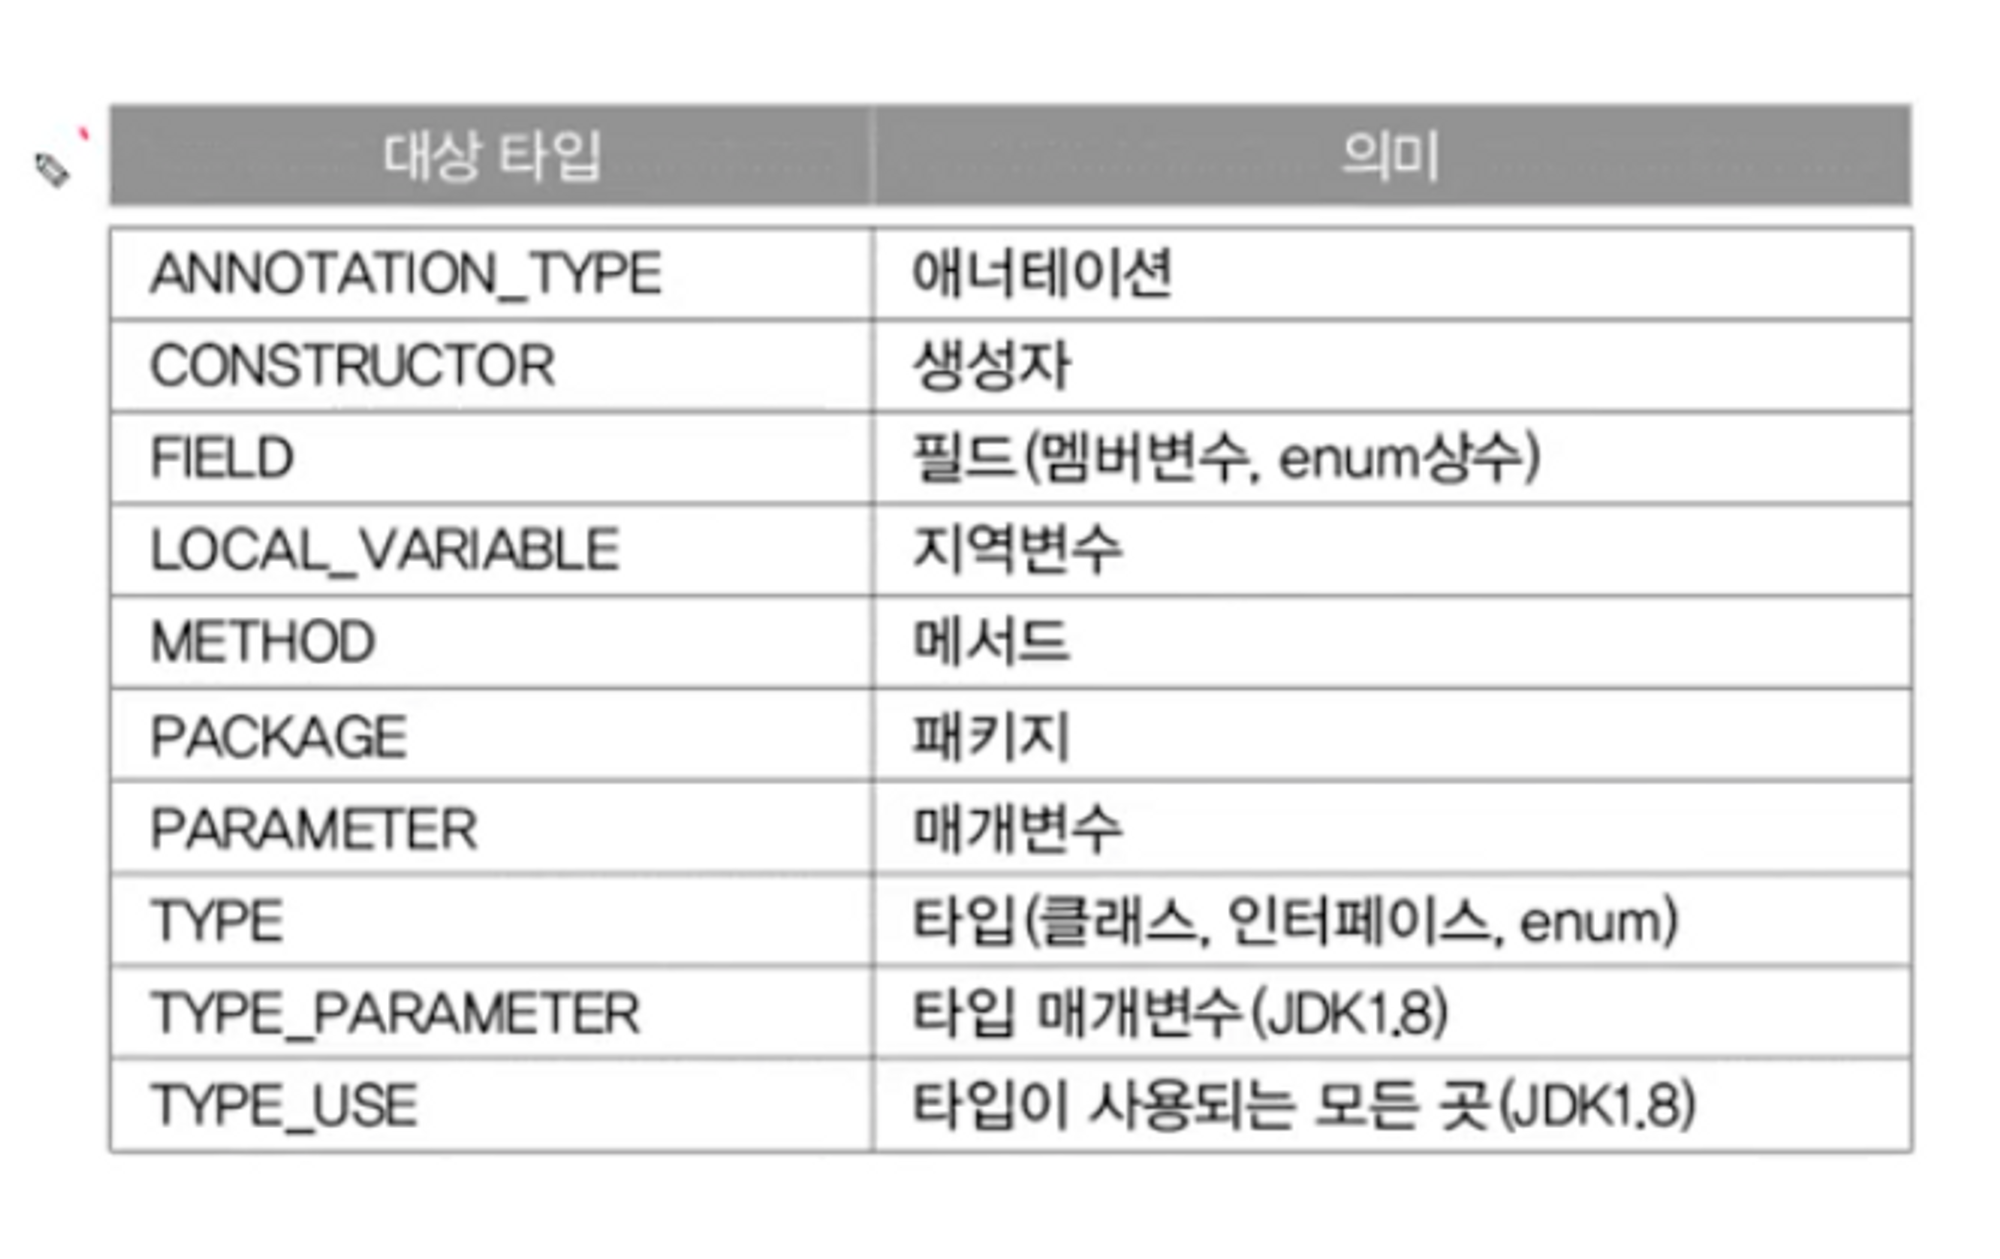 대상 타입 의미
ANNOTATION_TYPE 애너테이션
CONSTRUCTOR 생성자
FIELD 필드(멤버변수, enum상수)
LOCAL_VARIABLE 지역변수
METHOD 메서드
PACKAGE 패키지
PARAMETER 매개변수
TYPE 타입(클래스, 인터페이스, enum)
TYPE_PARAMETER 타입 매개변수(JDK1.8)
TYPE_USE 타입이 사용되는 모든 곳(JDK1.8)